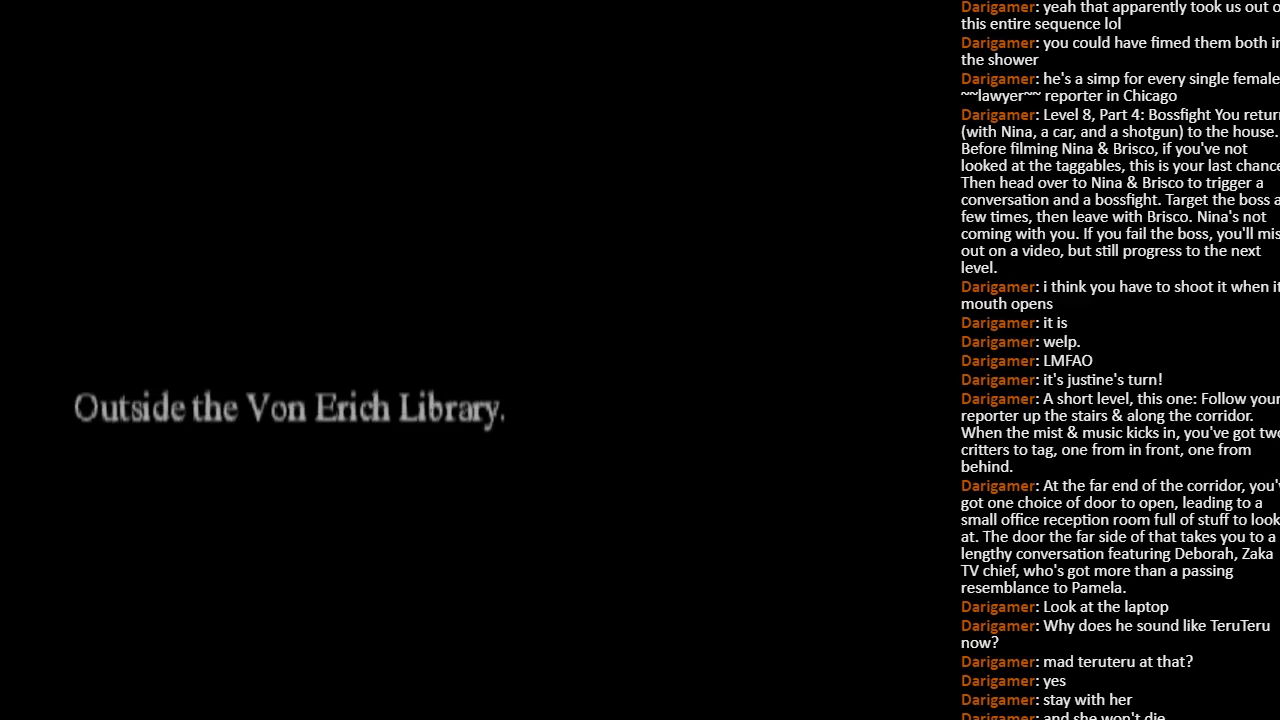 Outside the Von Erich Library.
Darigamer: yeah that apparently took us out o
this entire sequence lol
Darigamer: you could have fimed them both in
the shower
Darigamer: he's a simp for every single female
~~lawyer~~ reporter in Chicago
Darigamer: Level 8, Part 4: Bossfight You return
(with Nina, a car, and a shotgun) to the house.
Before filming Nina & Brisco, if you've not
looked at the taggables, this is your last chance
Then head over to Nina & Brisco to trigger a
conversation and a bossfight. Target the boss a
few times, then leave with Brisco. Nina's not
coming with you. If you fail the boss, you'll mis
out on a video, but still progress to the next
level.
Darigamer: i think you have to shoot it when it
mouth opens
Darigamer: it is
Darigamer: welp.
Darigamer: LMFAO
Darigamer: it's justine's turn!
Darigamer: A short level, this one: Follow your
reporter up the stairs & along the corridor.
When the mist & music kicks in, you've got two
critters to tag, one from in front, one from
behind.
Darigamer: At the far end of the corridor, you'v
got one choice of door to open, leading to a
small office reception room full of stuff to look
at. The door the far side of that takes you to a
lengthy conversation featuring Deborah, Zaka
TV chief, who's got more than a passing
resemblance to Pamela.
Darigamer: Look at the laptop
Darigamer: Why does he sound like TeruTeru
now?
Darigamer: mad teruteru at that?
Darigamer: yes
Darigamer: stay with her
Darigamer: and she won't die